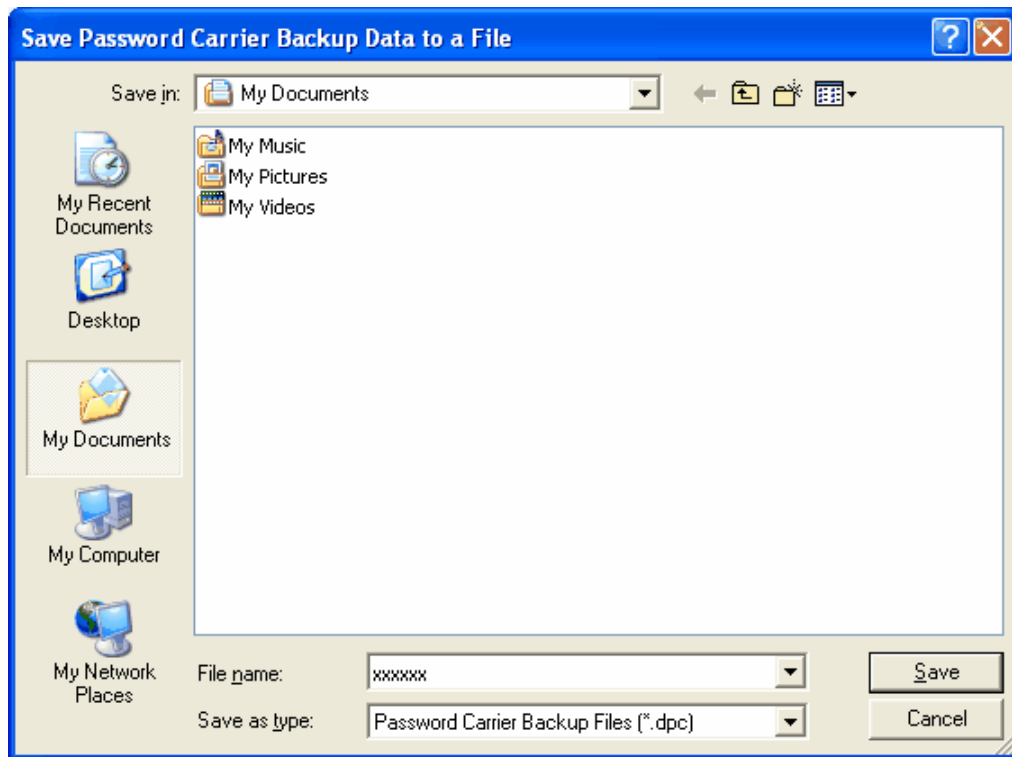 Save Password Carrier Backup Data to a File
Save in:
My Documents
My Recent
Documents
Desktop
My Documents
My Computer
My Network
Places
My Music
My Pictures
My Videos
File name:
xxxxxx
Save
Save as type:
Password Carrier Backup Files (*.dpc)
Cancel